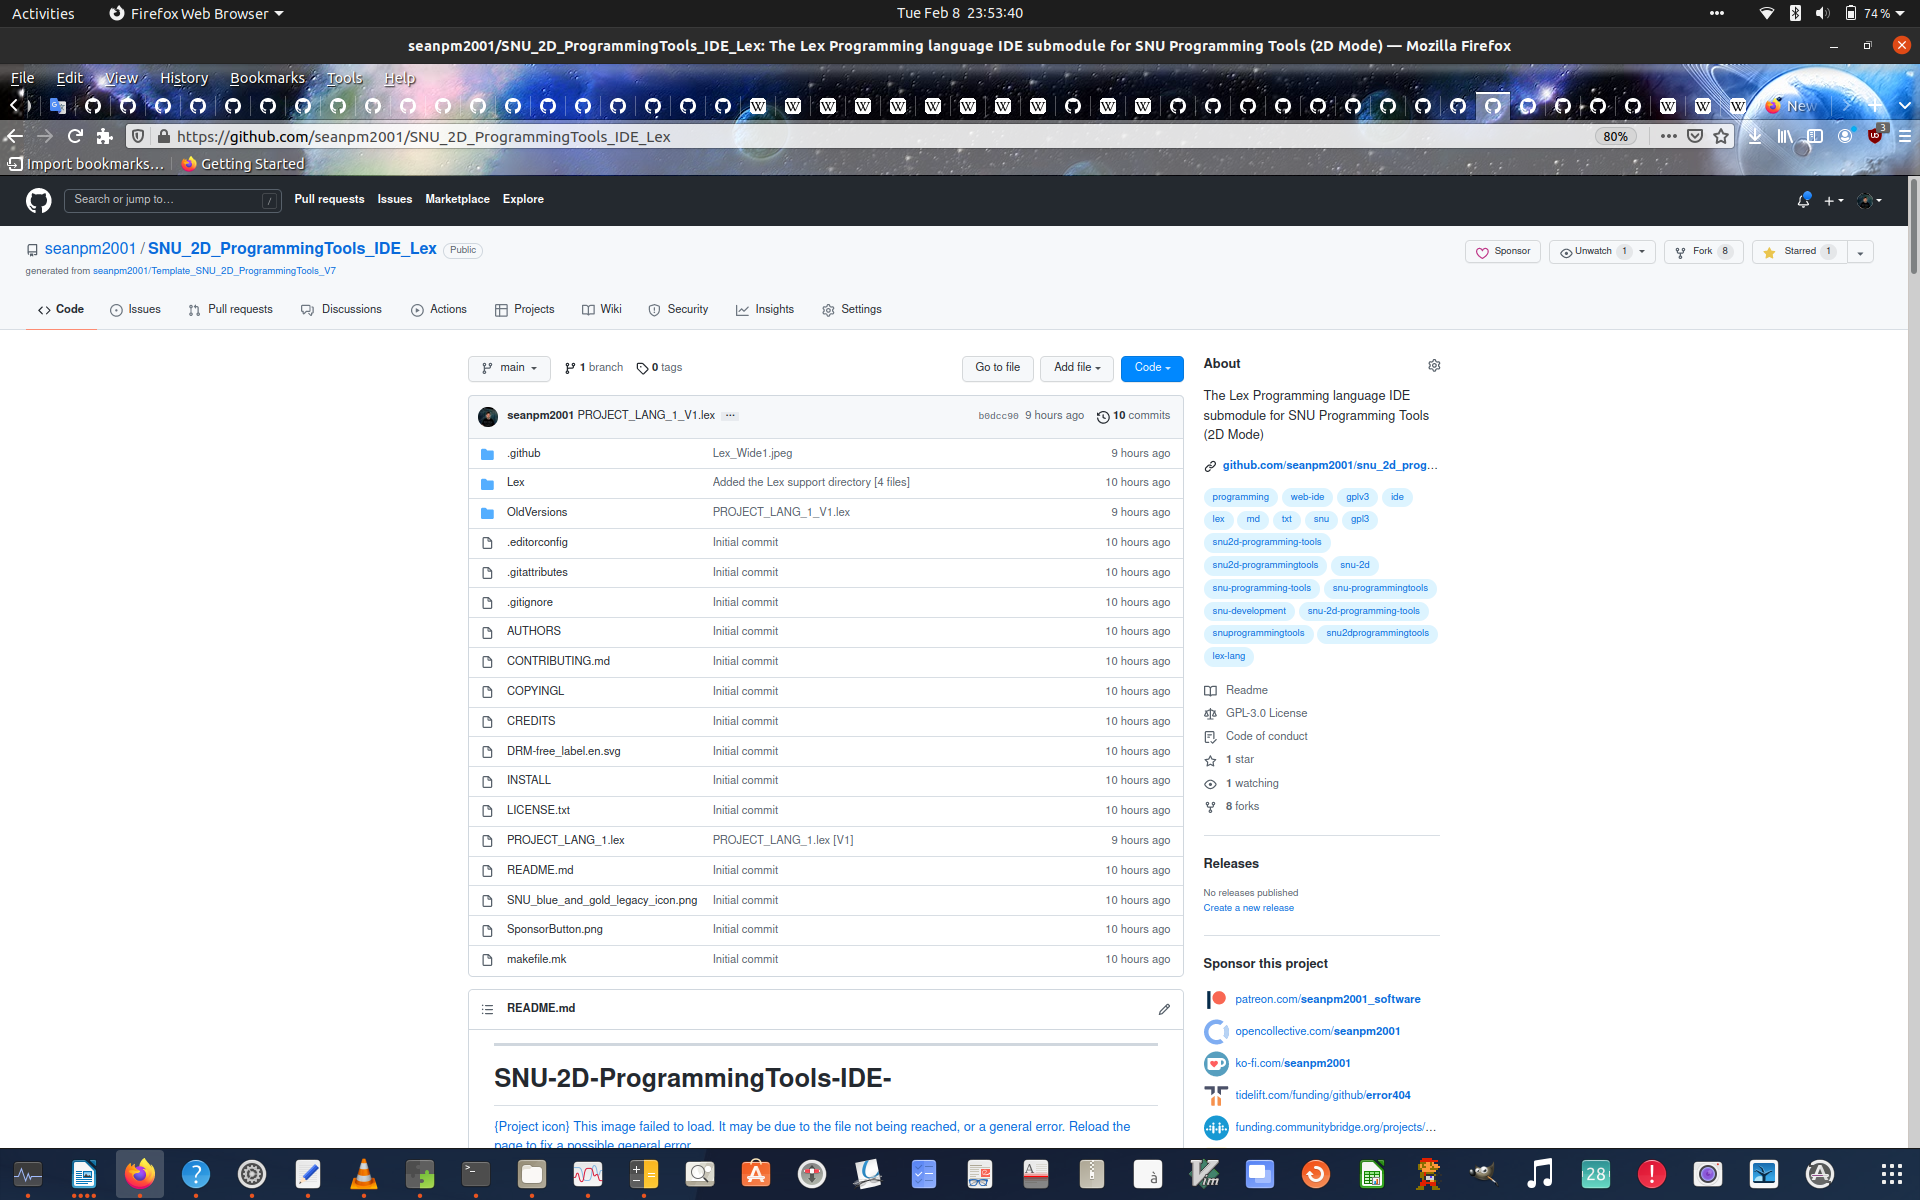 Activities
Firefox Web Browser
Tue Feb 8 23:53:40
74 %
seanpm2001/SNU_2D_ProgrammingTools_IDE_Lex: The Lex Programming language IDE submodule for SNU Programming Tools (2D Mode) — Mozilla Firefox
File Edit View History Bookmarks Tools Help
New
https://github.com/seanpm2001/SNU_2D_ProgrammingTools_IDE_Lex
80%
3
Import bookmarks...
Getting Started
Search or jump to...
/
Pull requests Issues Marketplace Explore
seanpm2001 / SNU_2D_ProgrammingTools_IDE_Lex Public
generated from seanpm2001/Template_SNU_2D_ProgrammingTools_V7
Sponsor
Unwatch 1
Fork 8
Starred 1
Code Issues Pull requests Discussions Actions Projects Wiki Security Insights Settings
main
1 branch
0 tags
Go to file
Add file
Code
seanpm2001 PROJECT_LANG_1_V1.lex ...
b0dcc90 9 hours ago 10 commits
.github Lex_Wide1.jpeg 9 hours ago
Lex Added the Lex support directory [4 files] 10 hours ago
OldVersions PROJECT_LANG_1_V1.lex 9 hours ago
.editorconfig Initial commit 10 hours ago
.gitattributes Initial commit 10 hours ago
.gitignore Initial commit 10 hours ago
AUTHORS Initial commit 10 hours ago
CONTRIBUTING.md Initial commit 10 hours ago
COPYINGL Initial commit 10 hours ago
CREDITS Initial commit 10 hours ago
DRM-free_label.en.svg Initial commit 10 hours ago
INSTALL Initial commit 10 hours ago
LICENSE.txt Initial commit 10 hours ago
PROJECT_LANG_1.lex PROJECT_LANG_1.lex [V1] 9 hours ago
README.md Initial commit 10 hours ago
SNU_blue_and_gold_legacy_icon.png Initial commit 10 hours ago
SponsorButton.png Initial commit 10 hours ago
makefile.mk Initial commit 10 hours ago
README.md
SNU-2D-ProgrammingTools-IDE-
{Project icon} This image failed to load. It may be due to the file not being reached, or a general error. Reload the
page to fix a possible general error.
About
The Lex Programming language IDE
submodule for SNU Programming Tools
(2D Mode)
github.com/seanpm2001/snu_2d_prog...
programming web-ide gplv3 ide
lex md txt snu gpl3
snu2d-programming-tools
snu2d-programmingtools snu-2d
snu-programming-tools snu-programmingtools
snu-development snu-2d-programming-tools
snuprogrammingtools snu2dprogrammingtools
lex-lang
Readme
GPL-3.0 License
Code of conduct
1 star
1 watching
8 forks
Releases
No releases published
Create a new release
Sponsor this project
patreon.com/seanpm2001_software
opencollective.com/seanpm2001
ko-fi.com/seanpm2001
tidelift.com/funding/github/error404
funding.communitybridge.org/projects/...
28